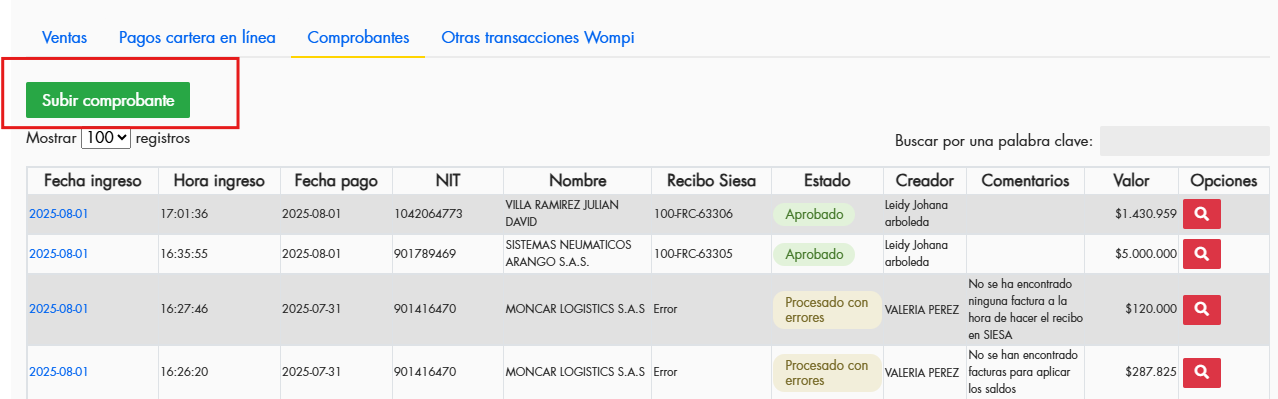 Ventas Pagos cartera en línea Comprobantes Otras transacciones Wompi
Subir comprobante
Mostrar 100 registros Buscar por una palabra clave:
Fecha ingreso Hora ingreso Fecha pago NIT Nombre Recibo Siesa Estado Creador Comentarios Valor Opciones
2025-08-01 17:01:36 2025-08-01 1042064773 VILLA RAMIREZ JULIAN DAVID 100-FRC-63306 Aprobado Leidy Johana arboleda $1.430.959
2025-08-01 16:35:55 2025-08-01 901789469 SISTEMAS NEUMATICOS ARANGO S.A.S. 100-FRC-63305 Aprobado Leidy Johana arboleda $5.000.000
2025-08-01 16:27:46 2025-07-31 901416470 MONCAR LOGISTICS S.A.S Error Procesado con errores VALERIA PEREZ No se ha encontrado ninguna factura a la hora de hacer el recibo en SIESA $120.000
2025-08-01 16:26:20 2025-07-31 901416470 MONCAR LOGISTICS S.A.S Error Procesado con errores VALERIA PEREZ No se han encontrado facturas para aplicar los saldos $287.825